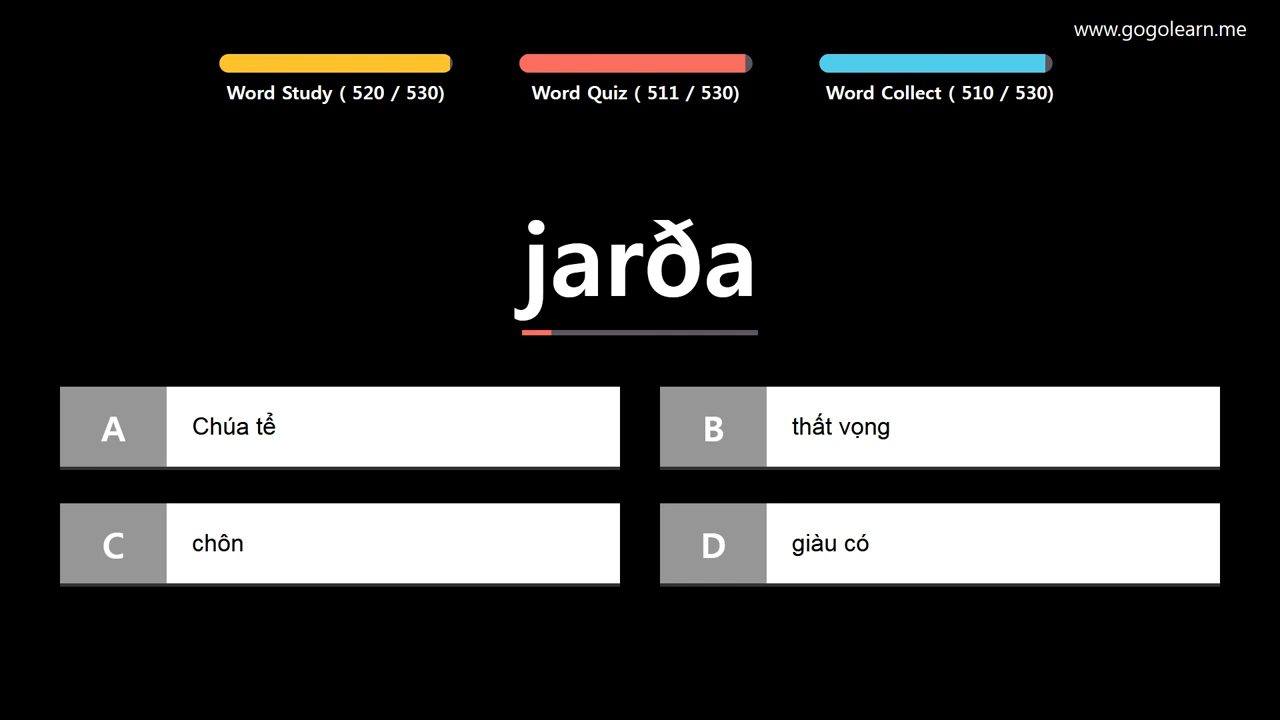 www.gogolearn.me
Word Study ( 520 / 530)
Word Quiz ( 511 / 530)
Word Collect ( 510 / 530)
jarða
A Chúa tể
B thất vọng
C chôn
D giàu có